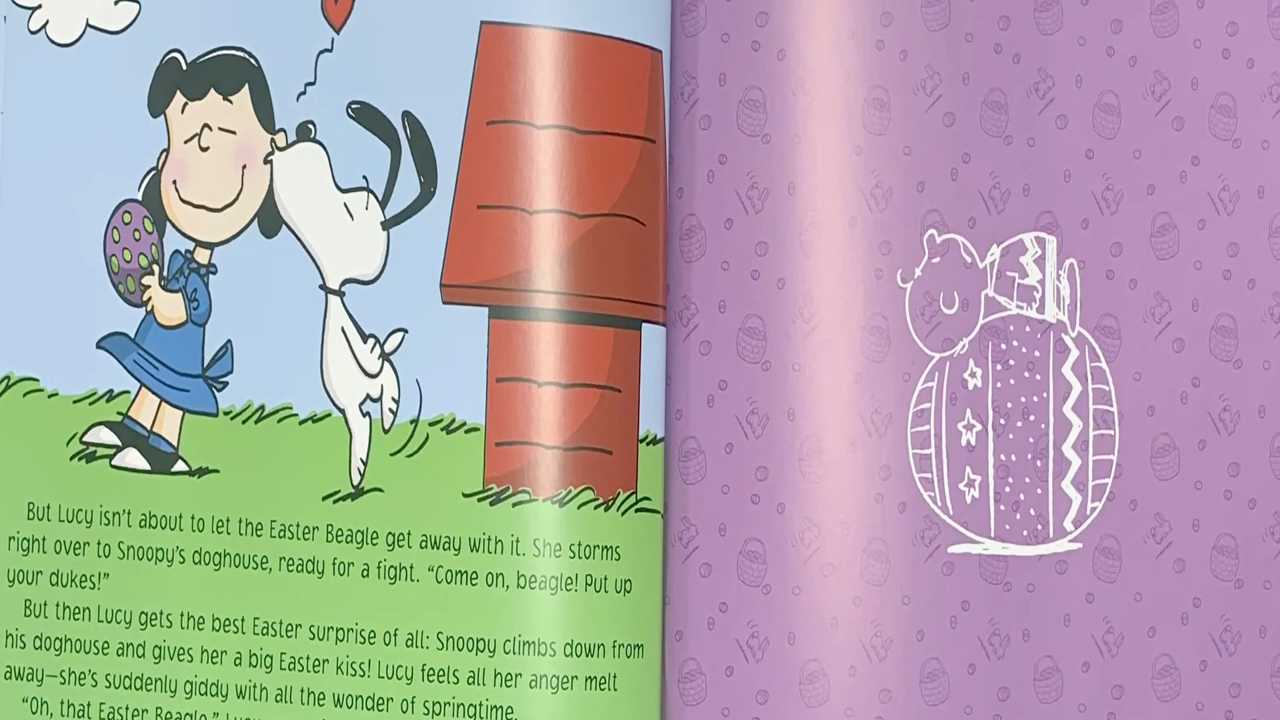 But Lucy isn't about to let the Easter Beagle get away with it. She storms
right over to Snoopy's doghouse, ready for a fight. “Come on, beagle! Put up
your dukes!”
But then Lucy gets the best Easter surprise of all: Snoopy climbs down from
his doghouse and gives her a big Easter kiss! Lucy feels all her anger melt
away—she's suddenly giddy with all the wonder of springtime.
“Oh, that Easter Beagle,”